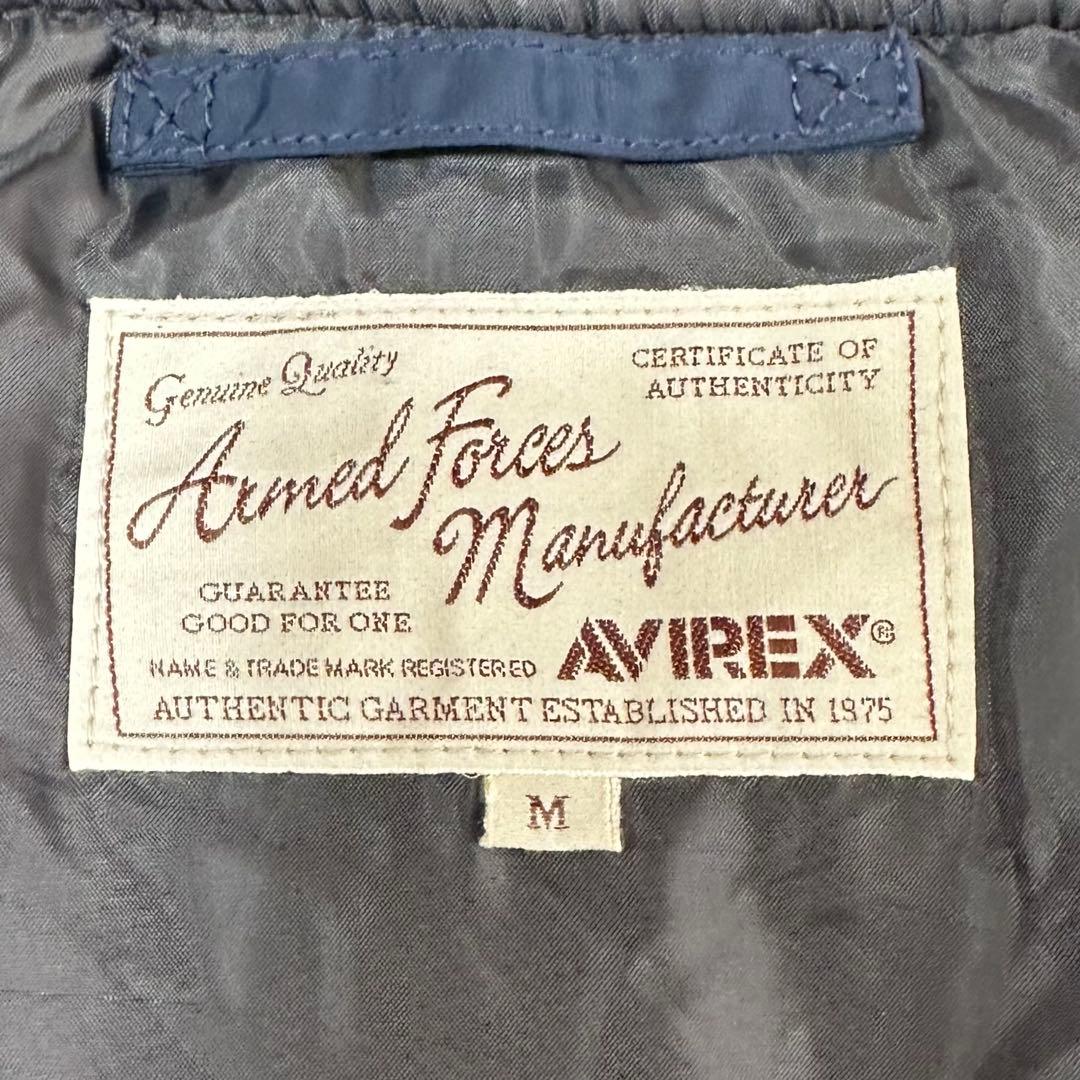 Genuine Quality
CERTIFICATE OF
AUTHENTICITY
Armed Forces
Manufacturer
GUARANTEE
GOOD FOR ONE
NAME & TRADE MARK REGISTERED
AVIREX®
AUTHENTIC GARMENT ESTABLISHED IN 1975
M